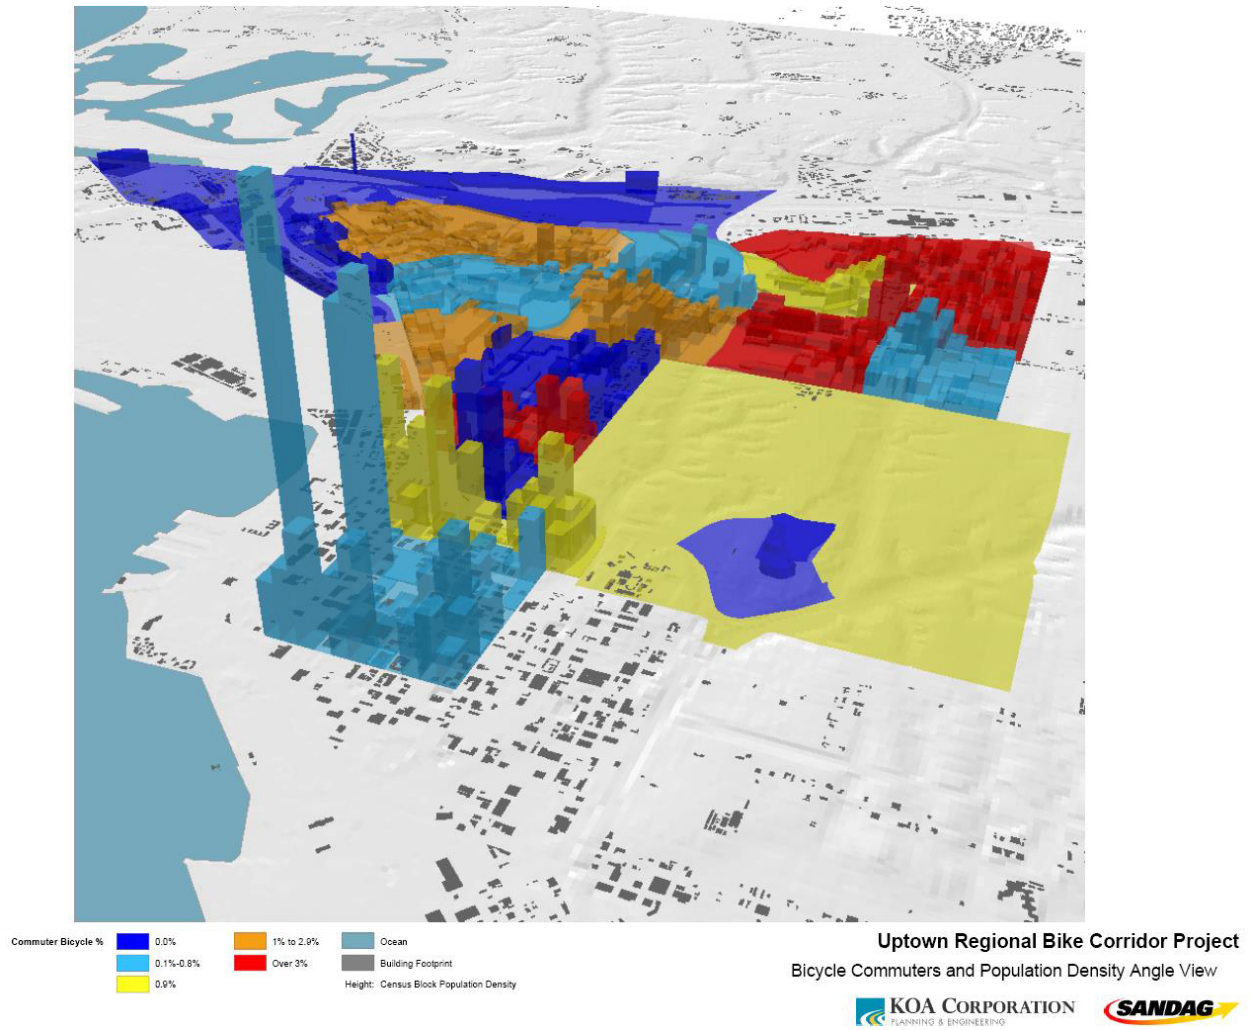 Commuter Bicycle %
0.0%
0.1%-0.8%
0.9%
1% to 2.9%
Over 3%
Ocean
Building Footprint
Height: Census Block Population Density
Uptown Regional Bike Corridor Project
Bicycle Commuters and Population Density Angle View
KOA CORPORATION
PLANNING & ENGINEERING
SANDAG